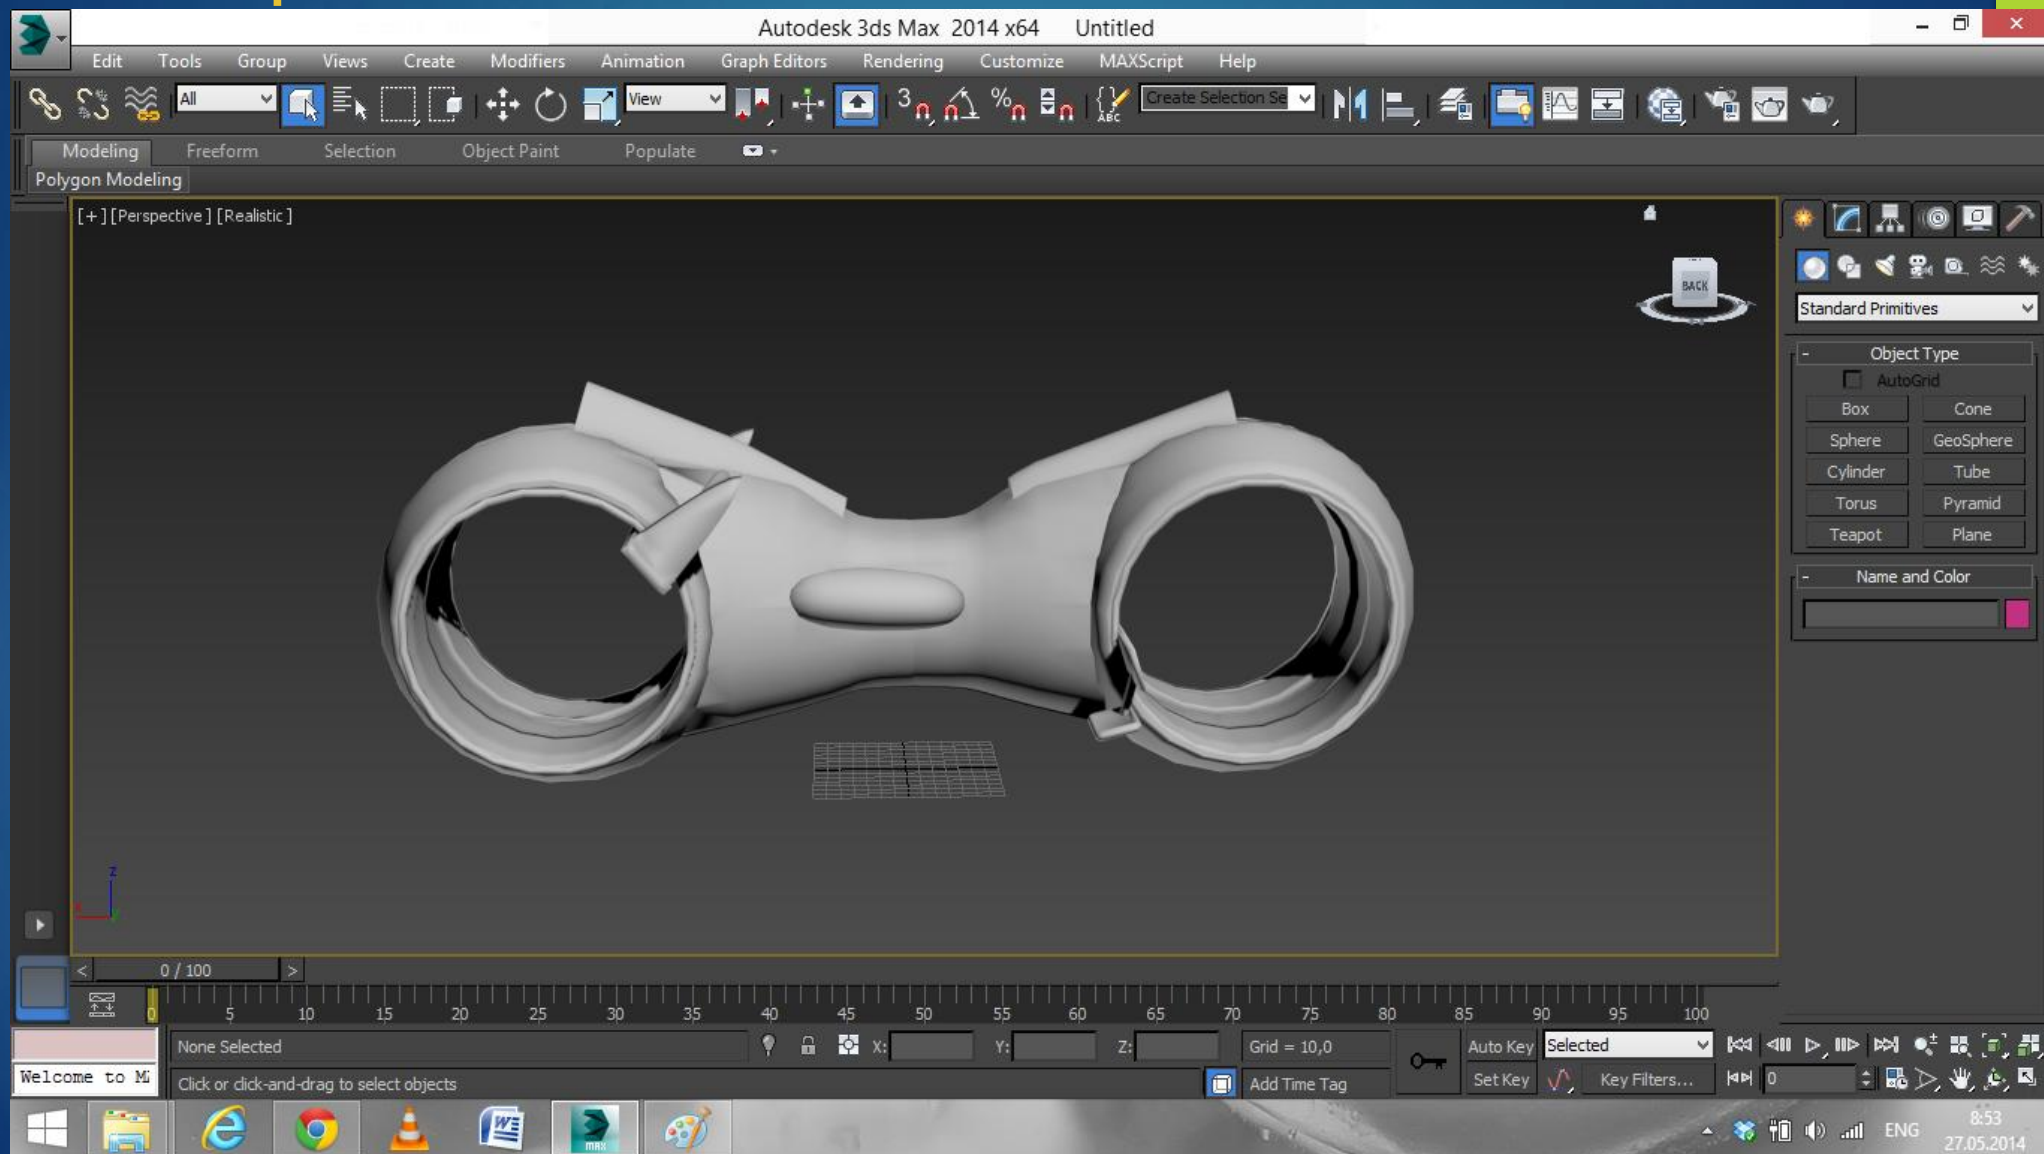 Autodesk 3ds Max 2014 x64 Untitled
Edit Tools Group Views Create Modifiers Animation Graph Editors Rendering Customize MAXScript Help
All View 3 % ABC Create Selection Se
Modeling Freeform Selection Object Paint Populate
Polygon Modeling
[+][Perspective][Realistic]
BACK
Standard Primitives
- Object Type
AutoGrid
Box Cone
Sphere GeoSphere
Cylinder Tube
Torus Pyramid
Teapot Plane
- Name and Color
z
x y
< 0 / 100 >
0 5 10 15 20 25 30 35 40 45 50 55 60 65 70 75 80 85 90 95 100
None Selected X: Y: Z: Grid = 10,0 Auto Key Selected
Welcome to M
Click or click-and-drag to select objects Add Time Tag Set Key Key Filters... 0
MAX
ENG 8:53
27.05.2014